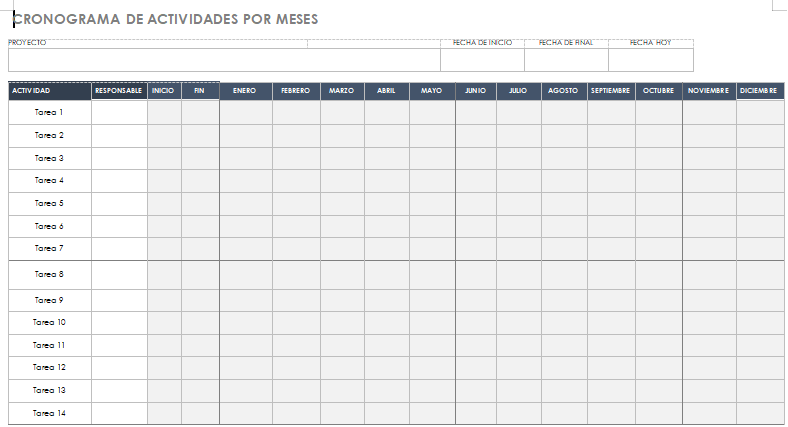 CRONOGRAMA DE ACTIVIDADES POR MESES
PROYECTO FECHA DE INICIO FECHA DE FINAL FECHA HOY
ACTIVIDAD RESPONSABLE INICIO FIN ENERO FEBRERO MARZO ABRIL MAYO JUNIO JULIO AGOSTO SEPTIEMBRE OCTUBRE NOVIEMBRE DICIEMBRE
Tarea 1
Tarea 2
Tarea 3
Tarea 4
Tarea 5
Tarea 6
Tarea 7
Tarea 8
Tarea 9
Tarea 10
Tarea 11
Tarea 12
Tarea 13
Tarea 14